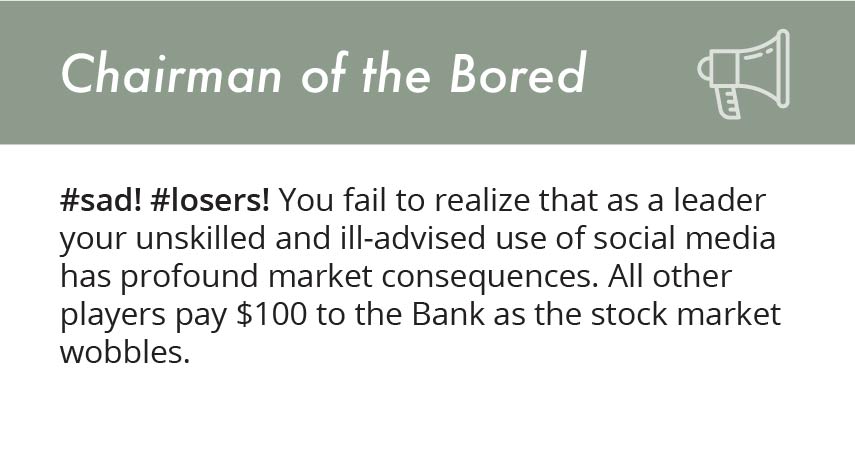 Chairman of the Bored
#sad! #losers! You fail to realize that as a leader
your unskilled and ill-advised use of social media
has profound market consequences. All other
players pay $100 to the Bank as the stock market
wobbles.